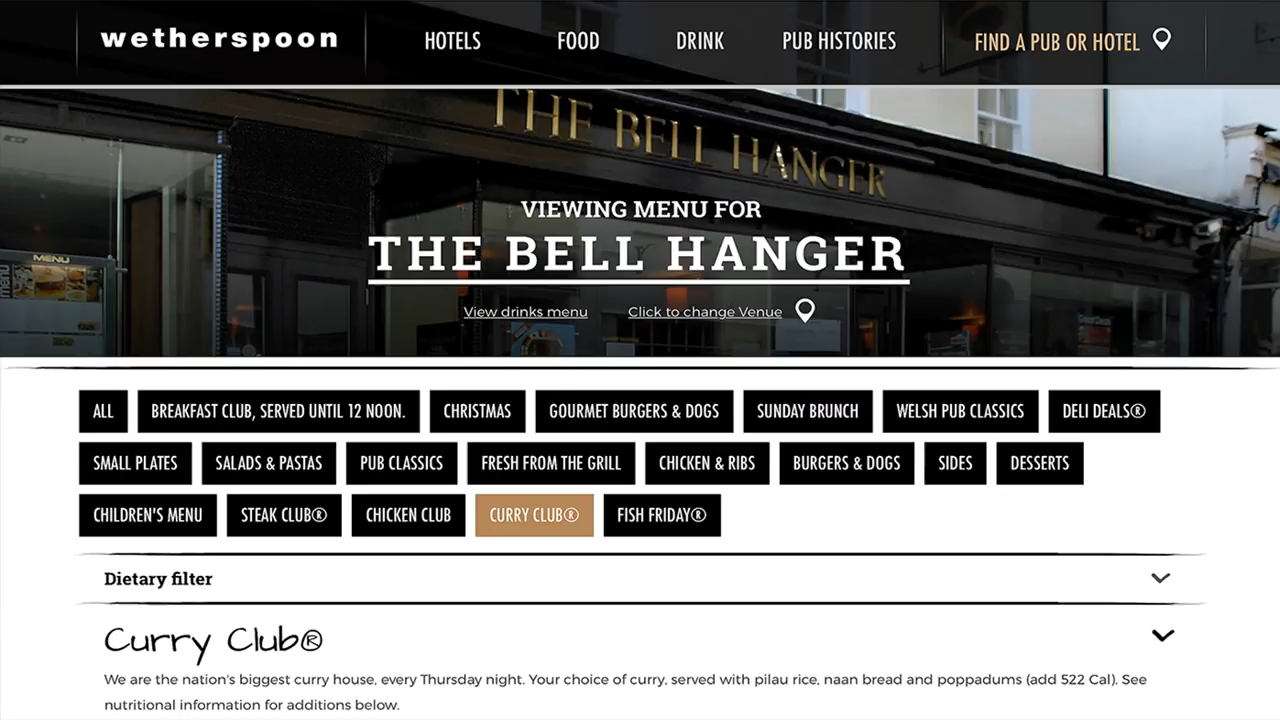 wetherspoon
HOTELS FOOD DRINK PUB HISTORIES FIND A PUB OR HOTEL
THE BELL HANGER
VIEWING MENU FOR
THE BELL HANGER
MENU
menu
View drinks menu Click to change Venue
ALL BREAKFAST CLUB, SERVED UNTIL 12 NOON. CHRISTMAS GOURMET BURGERS & DOGS SUNDAY BRUNCH WELSH PUB CLASSICS DELI DEALS®
SMALL PLATES SALADS & PASTAS PUB CLASSICS FRESH FROM THE GRILL CHICKEN & RIBS BURGERS & DOGS SIDES DESSERTS
CHILDREN'S MENU STEAK CLUB® CHICKEN CLUB CURRY CLUB® FISH FRIDAY®
Dietary filter
Curry Club®
We are the nation's biggest curry house, every Thursday night. Your choice of curry, served with pilau rice, naan bread and poppadums (add 522 Cal). See
nutritional information for additions below.